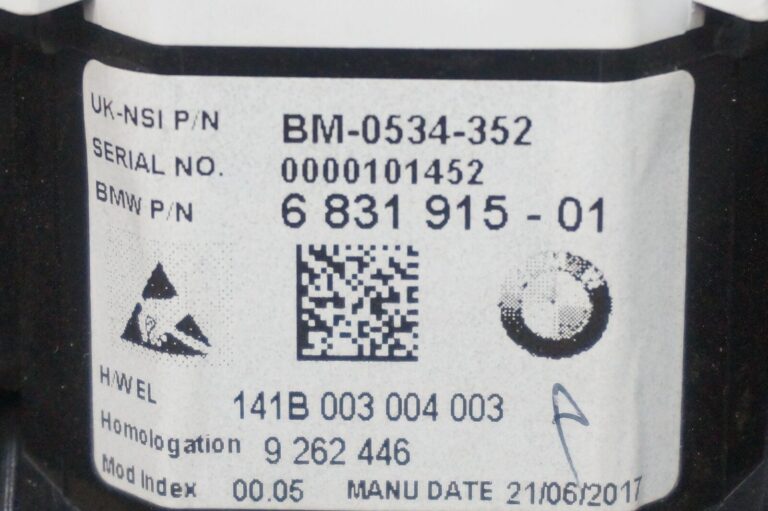 UK-NSI P/N BM-0534-352
SERIAL NO. 0000101452
BMW P/N 6 831 915 - 01
H/W EL 141B 003 004 003
Homologation 9 262 446
Mod Index 00.05 MANU DATE 21/06/2017